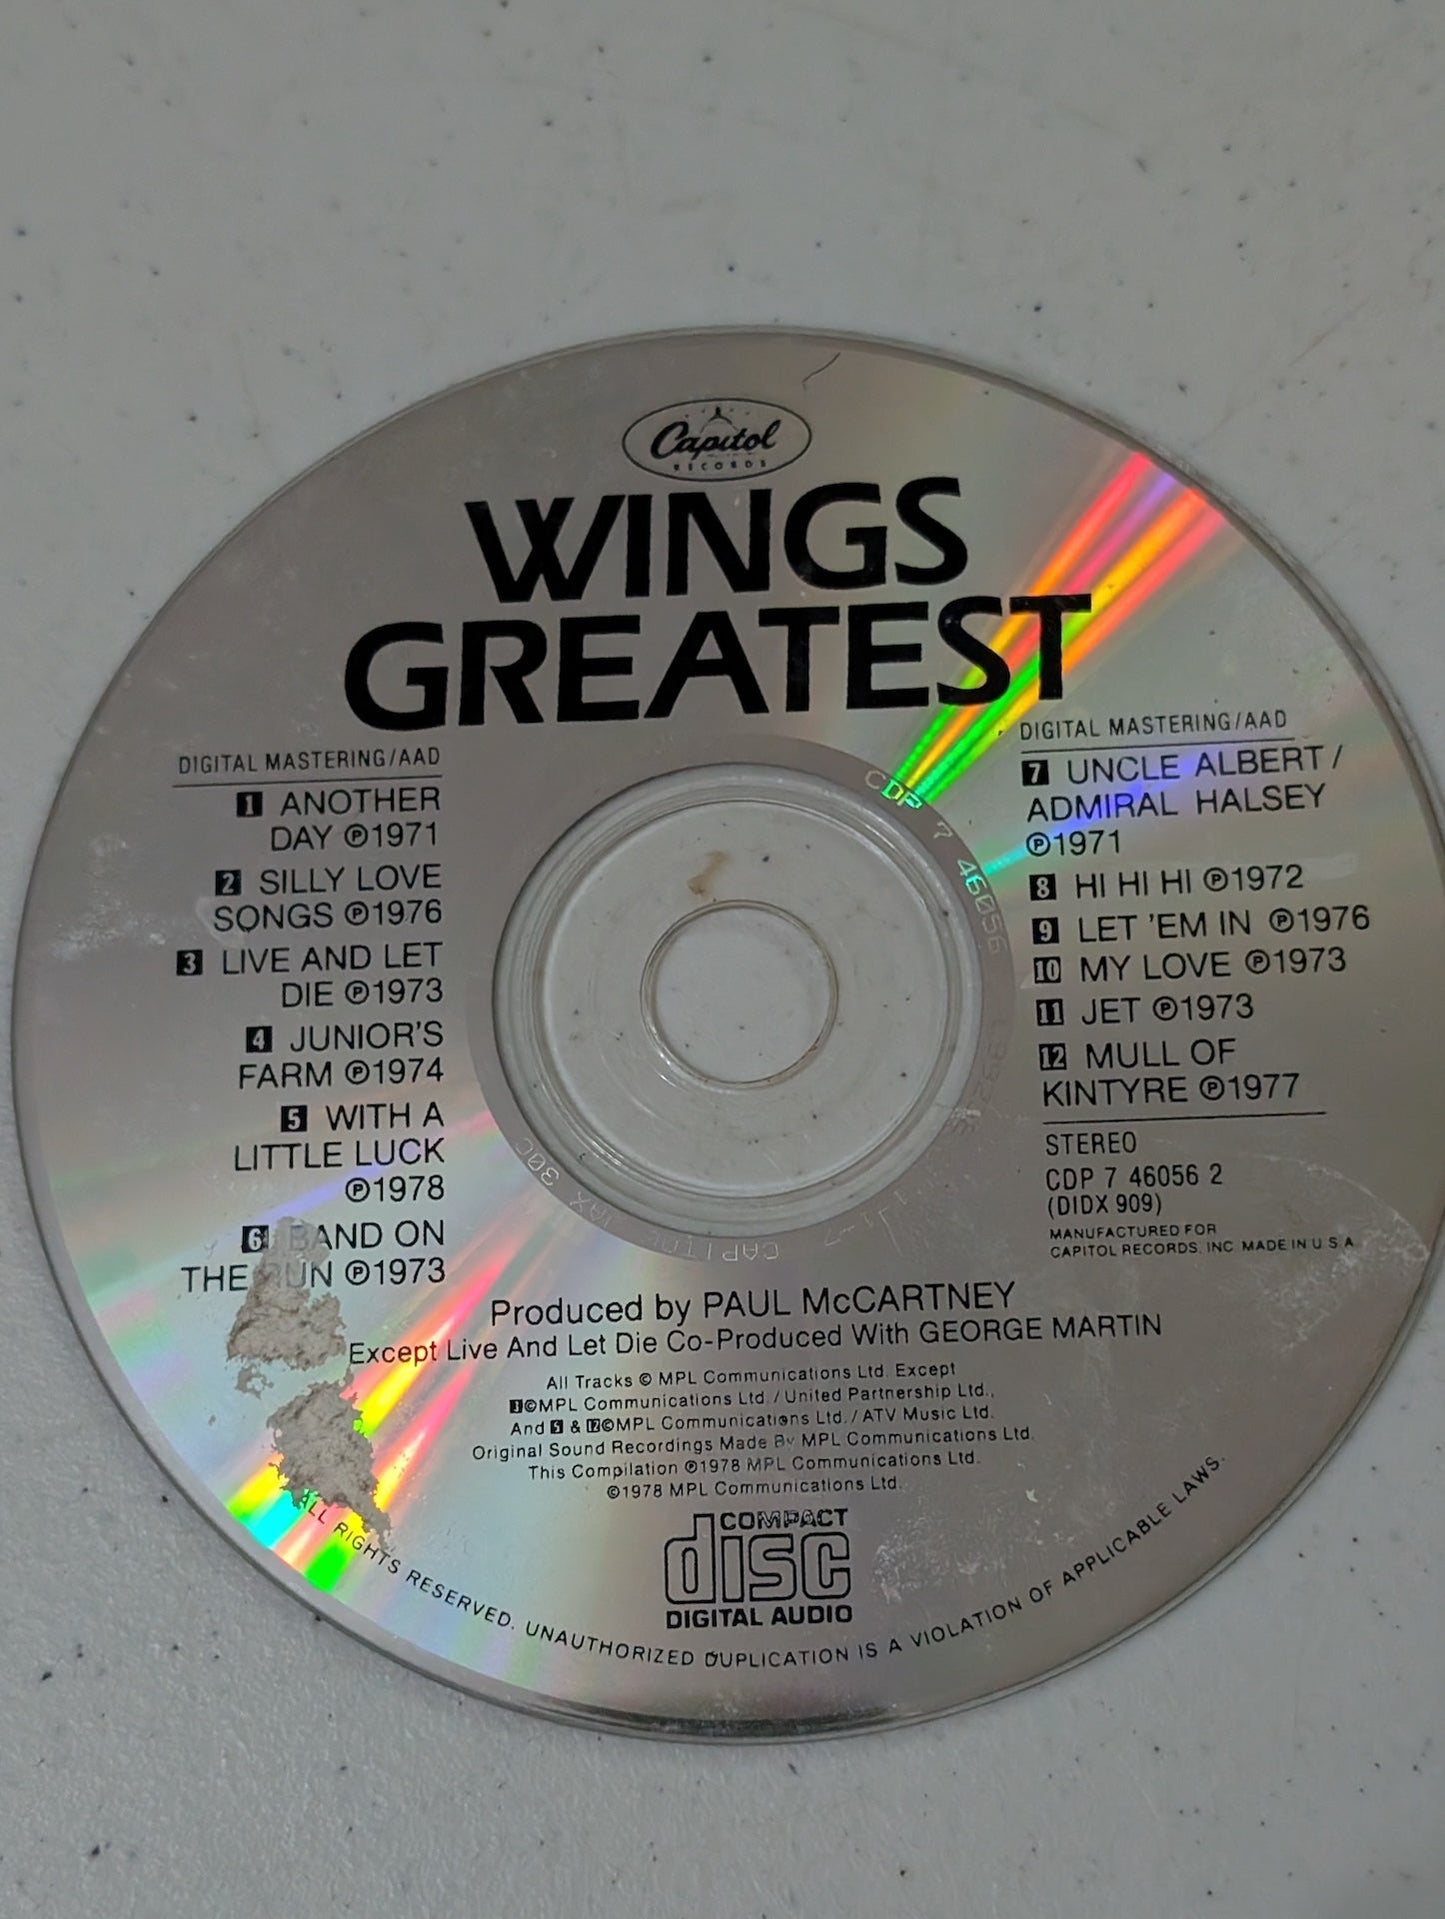 Capitol
RECORDS
WINGS
GREATEST
DIGITAL MASTERING/AAD
1 ANOTHER
DAY ℗1971
2 SILLY LOVE
SONGS ℗1976
3 LIVE AND LET
DIE ℗1973
4 JUNIOR'S
FARM ℗1974
5 WITH A
LITTLE LUCK
℗1978
6 BAND ON
THE RUN ℗1973
DIGITAL MASTERING/AAD
7 UNCLE ALBERT /
ADMIRAL HALSEY
℗1971
8 HI HI HI ℗1972
9 LET 'EM IN ℗1976
10 MY LOVE ℗1973
11 JET ℗1973
12 MULL OF
KINTYRE ℗1977
STEREO
CDP 7 46056 2
(DIDX 909)
MANUFACTURED FOR
CAPITOL RECORDS, INC MADE IN U S A
CDP 7 46056
Produced by PAUL McCARTNEY
Except Live And Let Die Co-Produced With GEORGE MARTIN
All Tracks © MPL Communications Ltd. Except
©MPL Communications Ltd./United Partnership Ltd.,
And 5 & 12©MPL Communications Ltd./ATV Music Ltd.
Original Sound Recordings Made By MPL Communications Ltd.
This Compilation ℗1978 MPL Communications Ltd.
©1978 MPL Communications Ltd.
COMPACT
disc
DIGITAL AUDIO
ALL RIGHTS RESERVED. UNAUTHORIZED DUPLICATION IS A VIOLATION OF APPLICABLE LAWS.